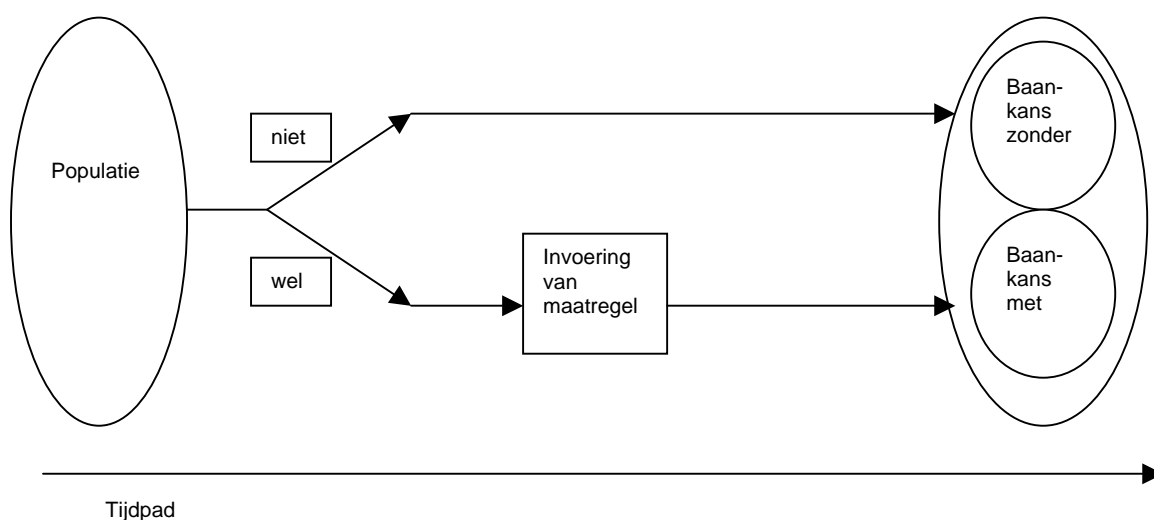 Populatie
niet
wel
Invoering
van
maatregel
Baan-
kans
zonder
Baan-
kans
met
Tijdpad